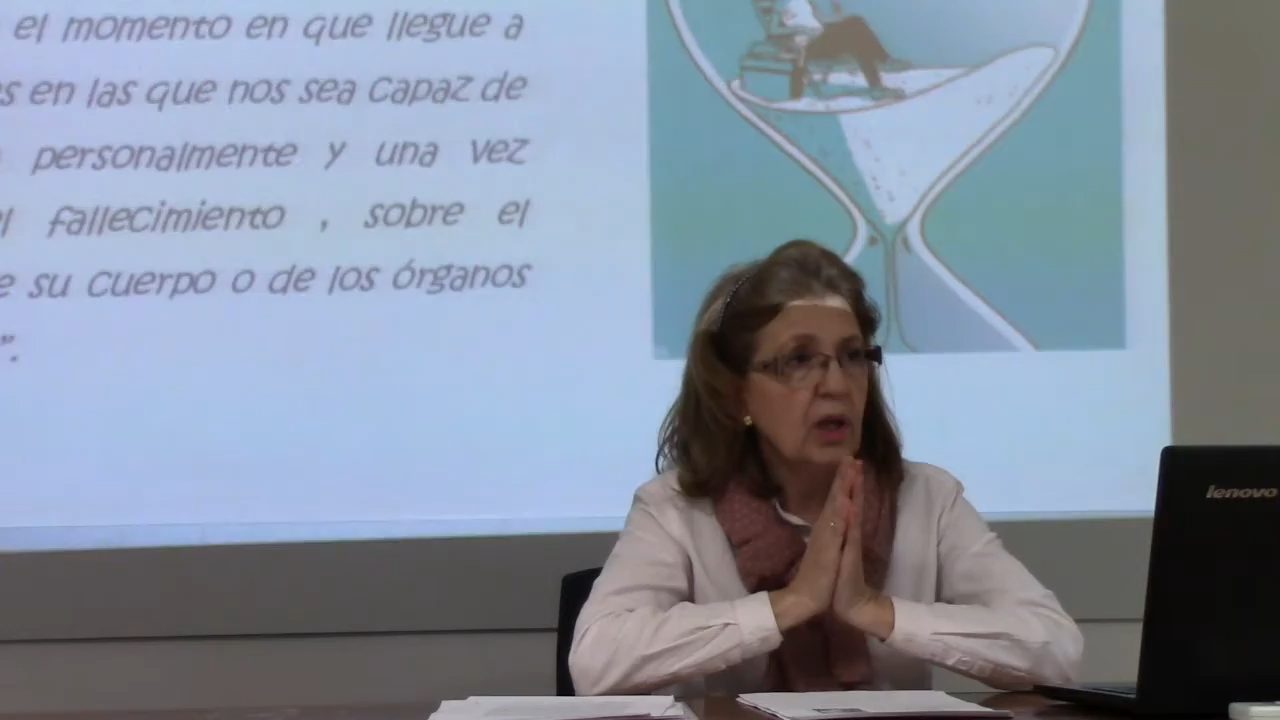 el momento en que llegue a
s en las que nos sea capaz de
personalmente y una vez
l fallecimiento , sobre el
e su cuerpo o de los órganos
”.
lenovo